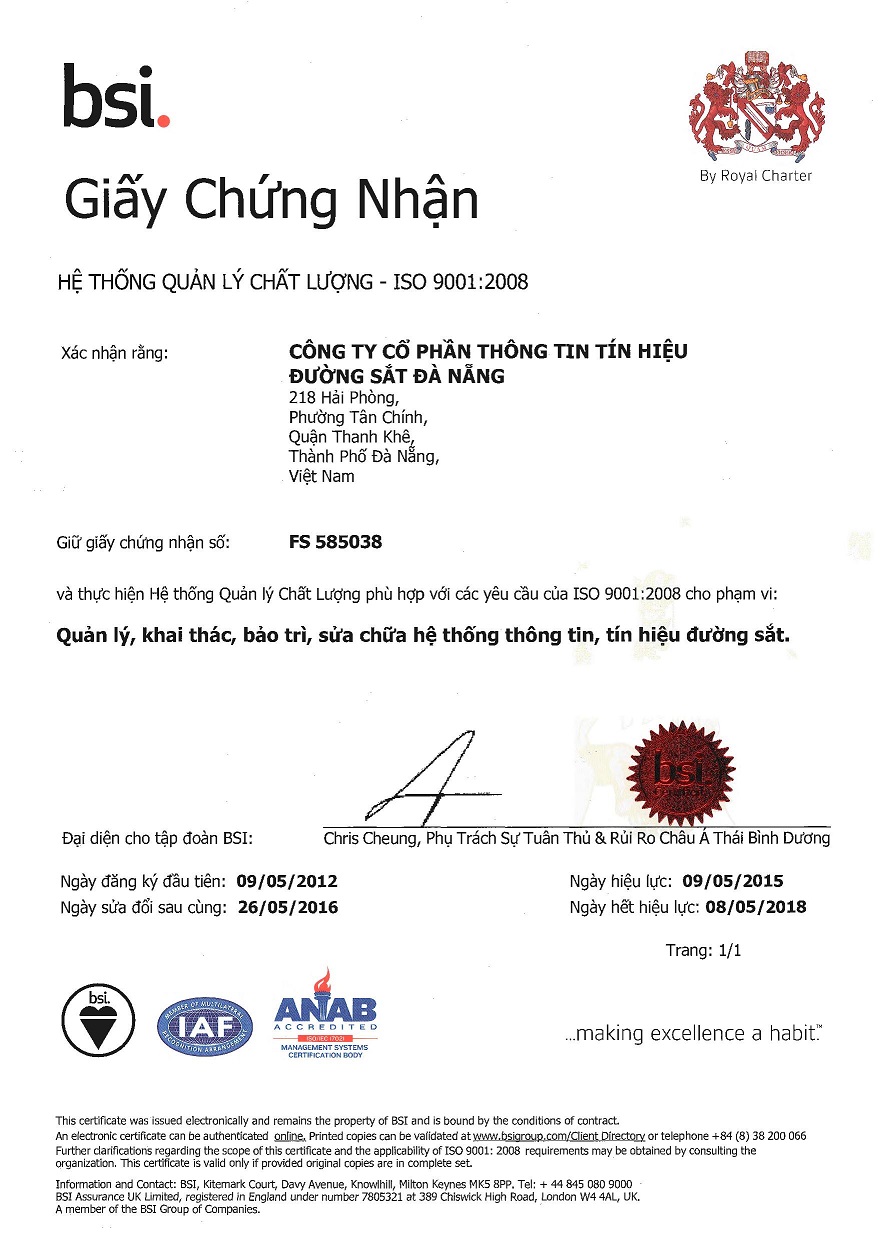 bsi.
By Royal Charter
Giấy Chứng Nhận
HỆ THỐNG QUẢN LÝ CHẤT LƯỢNG - ISO 9001:2008
Xác nhận rằng:
CÔNG TY CỔ PHẦN THÔNG TIN TÍN HIỆU
ĐƯỜNG SẮT ĐÀ NẴNG
218 Hải Phòng,
Phường Tân Chính,
Quận Thanh Khê,
Thành Phố Đà Nẵng,
Việt Nam
Giữ giấy chứng nhận số: FS 585038
và thực hiện Hệ thống Quản lý Chất Lượng phù hợp với các yêu cầu của ISO 9001:2008 cho phạm vi:
Quản lý, khai thác, bảo trì, sửa chữa hệ thống thông tin, tín hiệu đường sắt.
bsi
Đại diện cho tập đoàn BSI:
Chris Cheung, Phụ Trách Sự Tuân Thủ & Rủi Ro Châu Á Thái Bình Dương
Ngày đăng ký đầu tiên: 09/05/2012
Ngày hiệu lực: 09/05/2015
Ngày sửa đổi sau cùng: 26/05/2016
Ngày hết hiệu lực: 08/05/2018
Trang: 1/1
bsi.
MEMBER OF MULTILATERAL
IAF
RECOGNITION ARRANGEMENT
ANAB
ACCREDITED
ISO/IEC 17021
MANAGEMENT SYSTEMS
CERTIFICATION BODY
...making excellence a habit.™
This certificate was issued electronically and remains the property of BSI and is bound by the conditions of contract.
An electronic certificate can be authenticated online. Printed copies can be validated at www.bsigroup.com/Client Directory or telephone +84 (8) 38 200 066
Further clarifications regarding the scope of this certificate and the applicability of ISO 9001: 2008 requirements may be obtained by consulting the
organization. This certificate is valid only if provided original copies are in complete set.
Information and Contact: BSI, Kitemark Court, Davy Avenue, Knowlhill, Milton Keynes MK5 8PP. Tel: + 44 845 080 9000
BSI Assurance UK Limited, registered in England under number 7805321 at 389 Chiswick High Road, London W4 4AL, UK.
A member of the BSI Group of Companies.